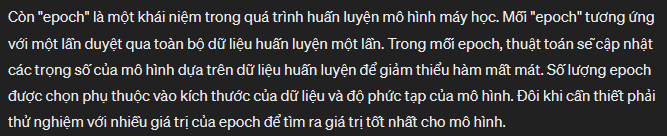 Còn "epoch" là một khái niệm trong quá trình huấn luyện mô hình máy học. Mỗi "epoch" tương ứng
với một lần duyệt qua toàn bộ dữ liệu huấn luyện một lần. Trong mỗi epoch, thuật toán sẽ cập nhật
các trọng số của mô hình dựa trên dữ liệu huấn luyện để giảm thiểu hàm mất mát. Số lượng epoch
được chọn phụ thuộc vào kích thước của dữ liệu và độ phức tạp của mô hình. Đôi khi cần thiết phải
thử nghiệm với nhiều giá trị của epoch để tìm ra giá trị tốt nhất cho mô hình.